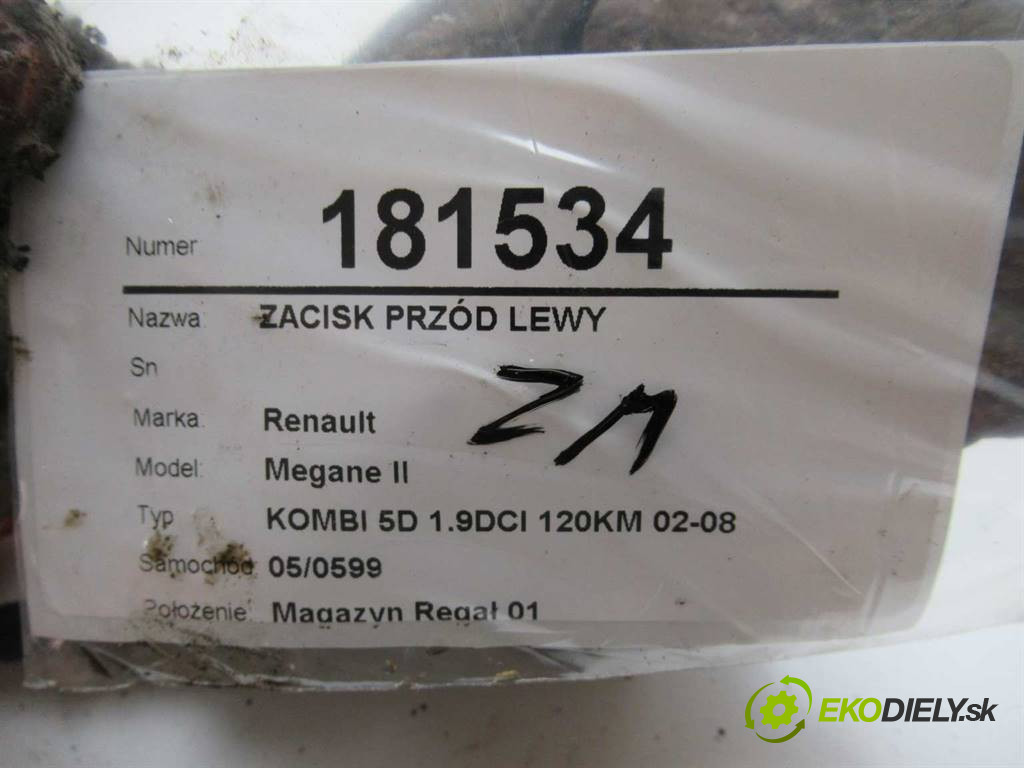 Numer 181534
Nazwa: ZACISK PRZÓD LEWY
Sn
ZM
Marka: Renault
Model: Megane II
Typ KOMBI 5D 1.9DCI 120KM 02-08
Samochód: 05/0599
Położenie: Magazyn Regał 01
EKODIELY.sk